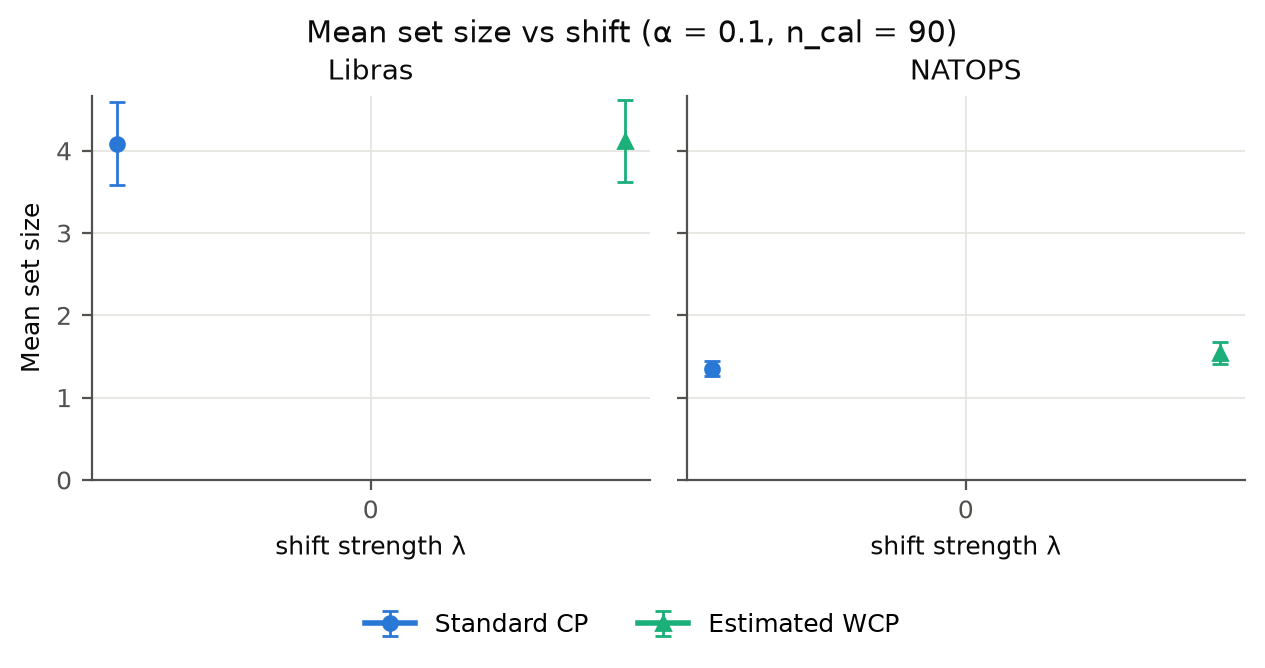 Mean set size vs shift (α = 0.1, n_cal = 90)
Libras
NATOPS
Mean set size
4
3
2
1
0
0
0
shift strength λ
shift strength λ
Standard CP
Estimated WCP